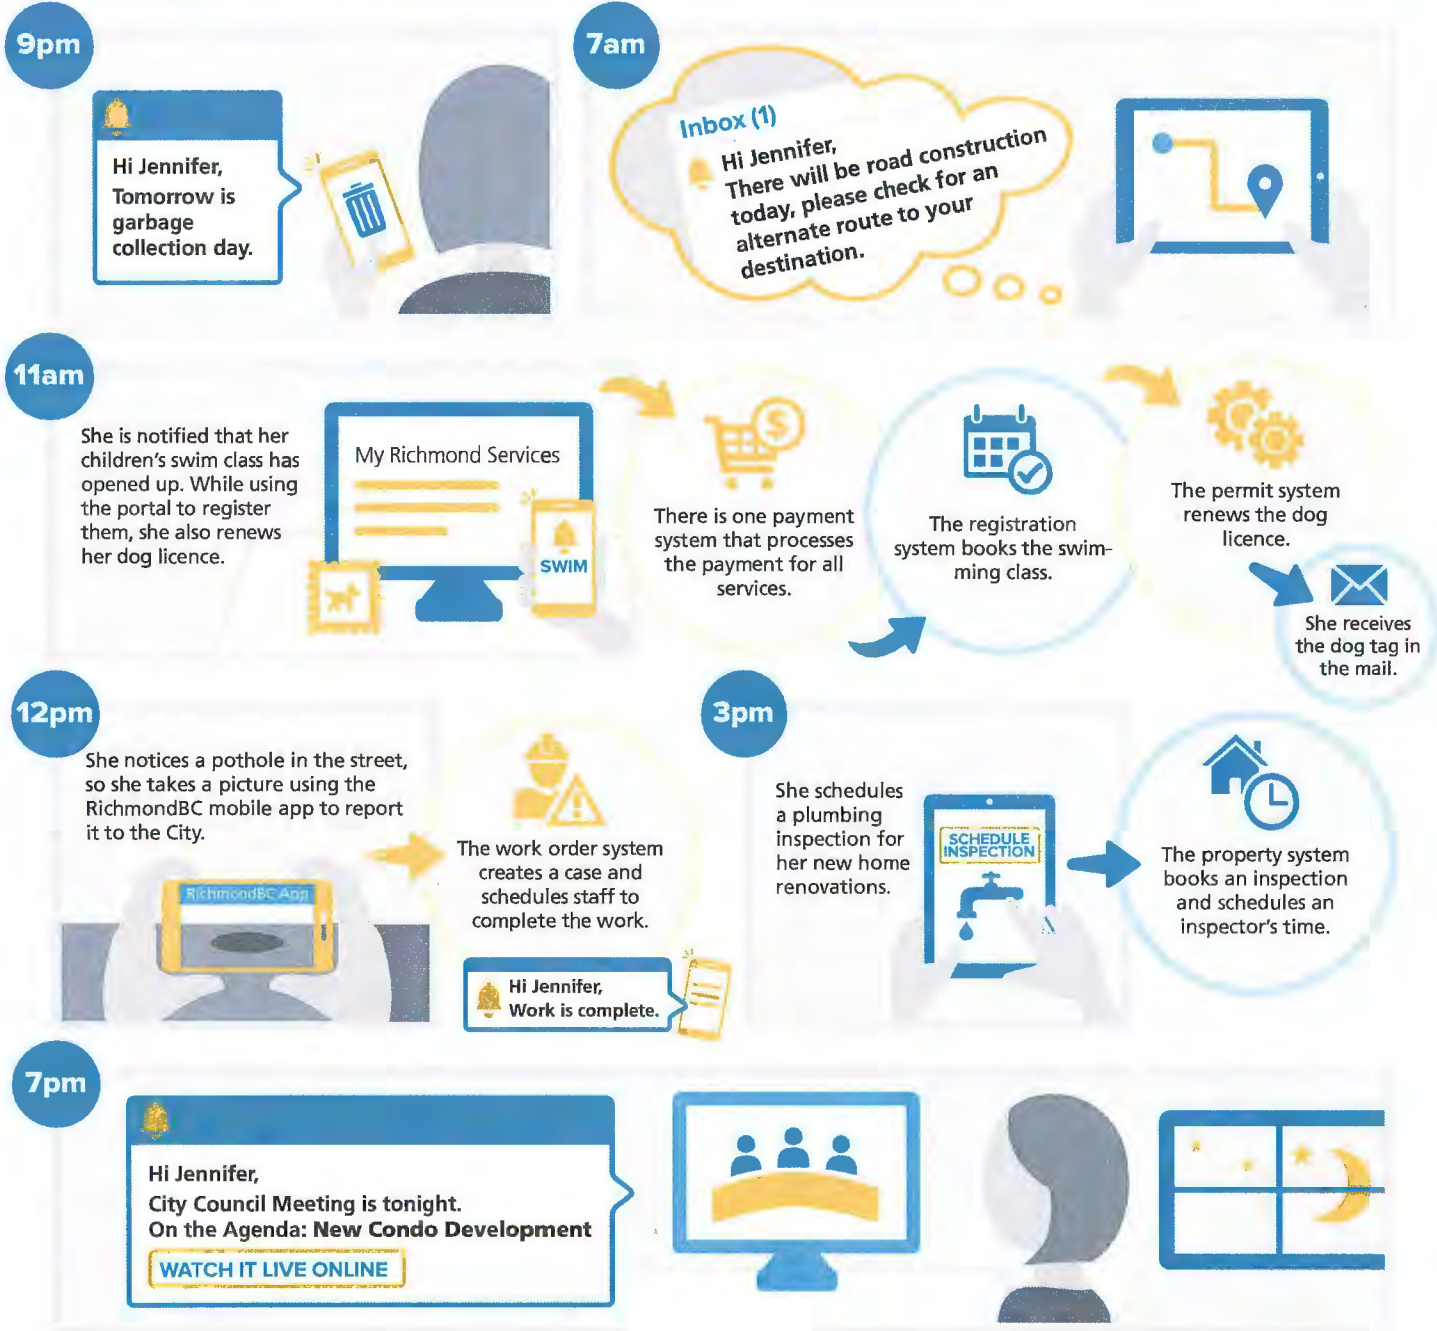 9pm
Hi Jennifer,
Tomorrow is
garbage
collection day.
7am
Inbox (1)
Hi Jennifer,
There will be road construction
today, please check for an
alternate route to your
destination.
11am
She is notified that her
children's swim class has
opened up. While using
the portal to register
them, she also renews
her dog licence.
My Richmond Services
SWIM
There is one payment
system that processes
the payment for all
services.
The registration
system books the swim-
ming class.
The permit system
renews the dog
licence.
She receives
the dog tag in
the mail.
12pm
She notices a pothole in the street,
so she takes a picture using the
RichmondBC mobile app to report
it to the City.
RichmondBC App
The work order system
creates a case and
schedules staff to
complete the work.
Hi Jennifer,
Work is complete.
3pm
She schedules
a plumbing
inspection for
her new home
renovations.
SCHEDULE
INSPECTION
The property system
books an inspection
and schedules an
inspector's time.
7pm
Hi Jennifer,
City Council Meeting is tonight.
On the Agenda: New Condo Development
WATCH IT LIVE ONLINE